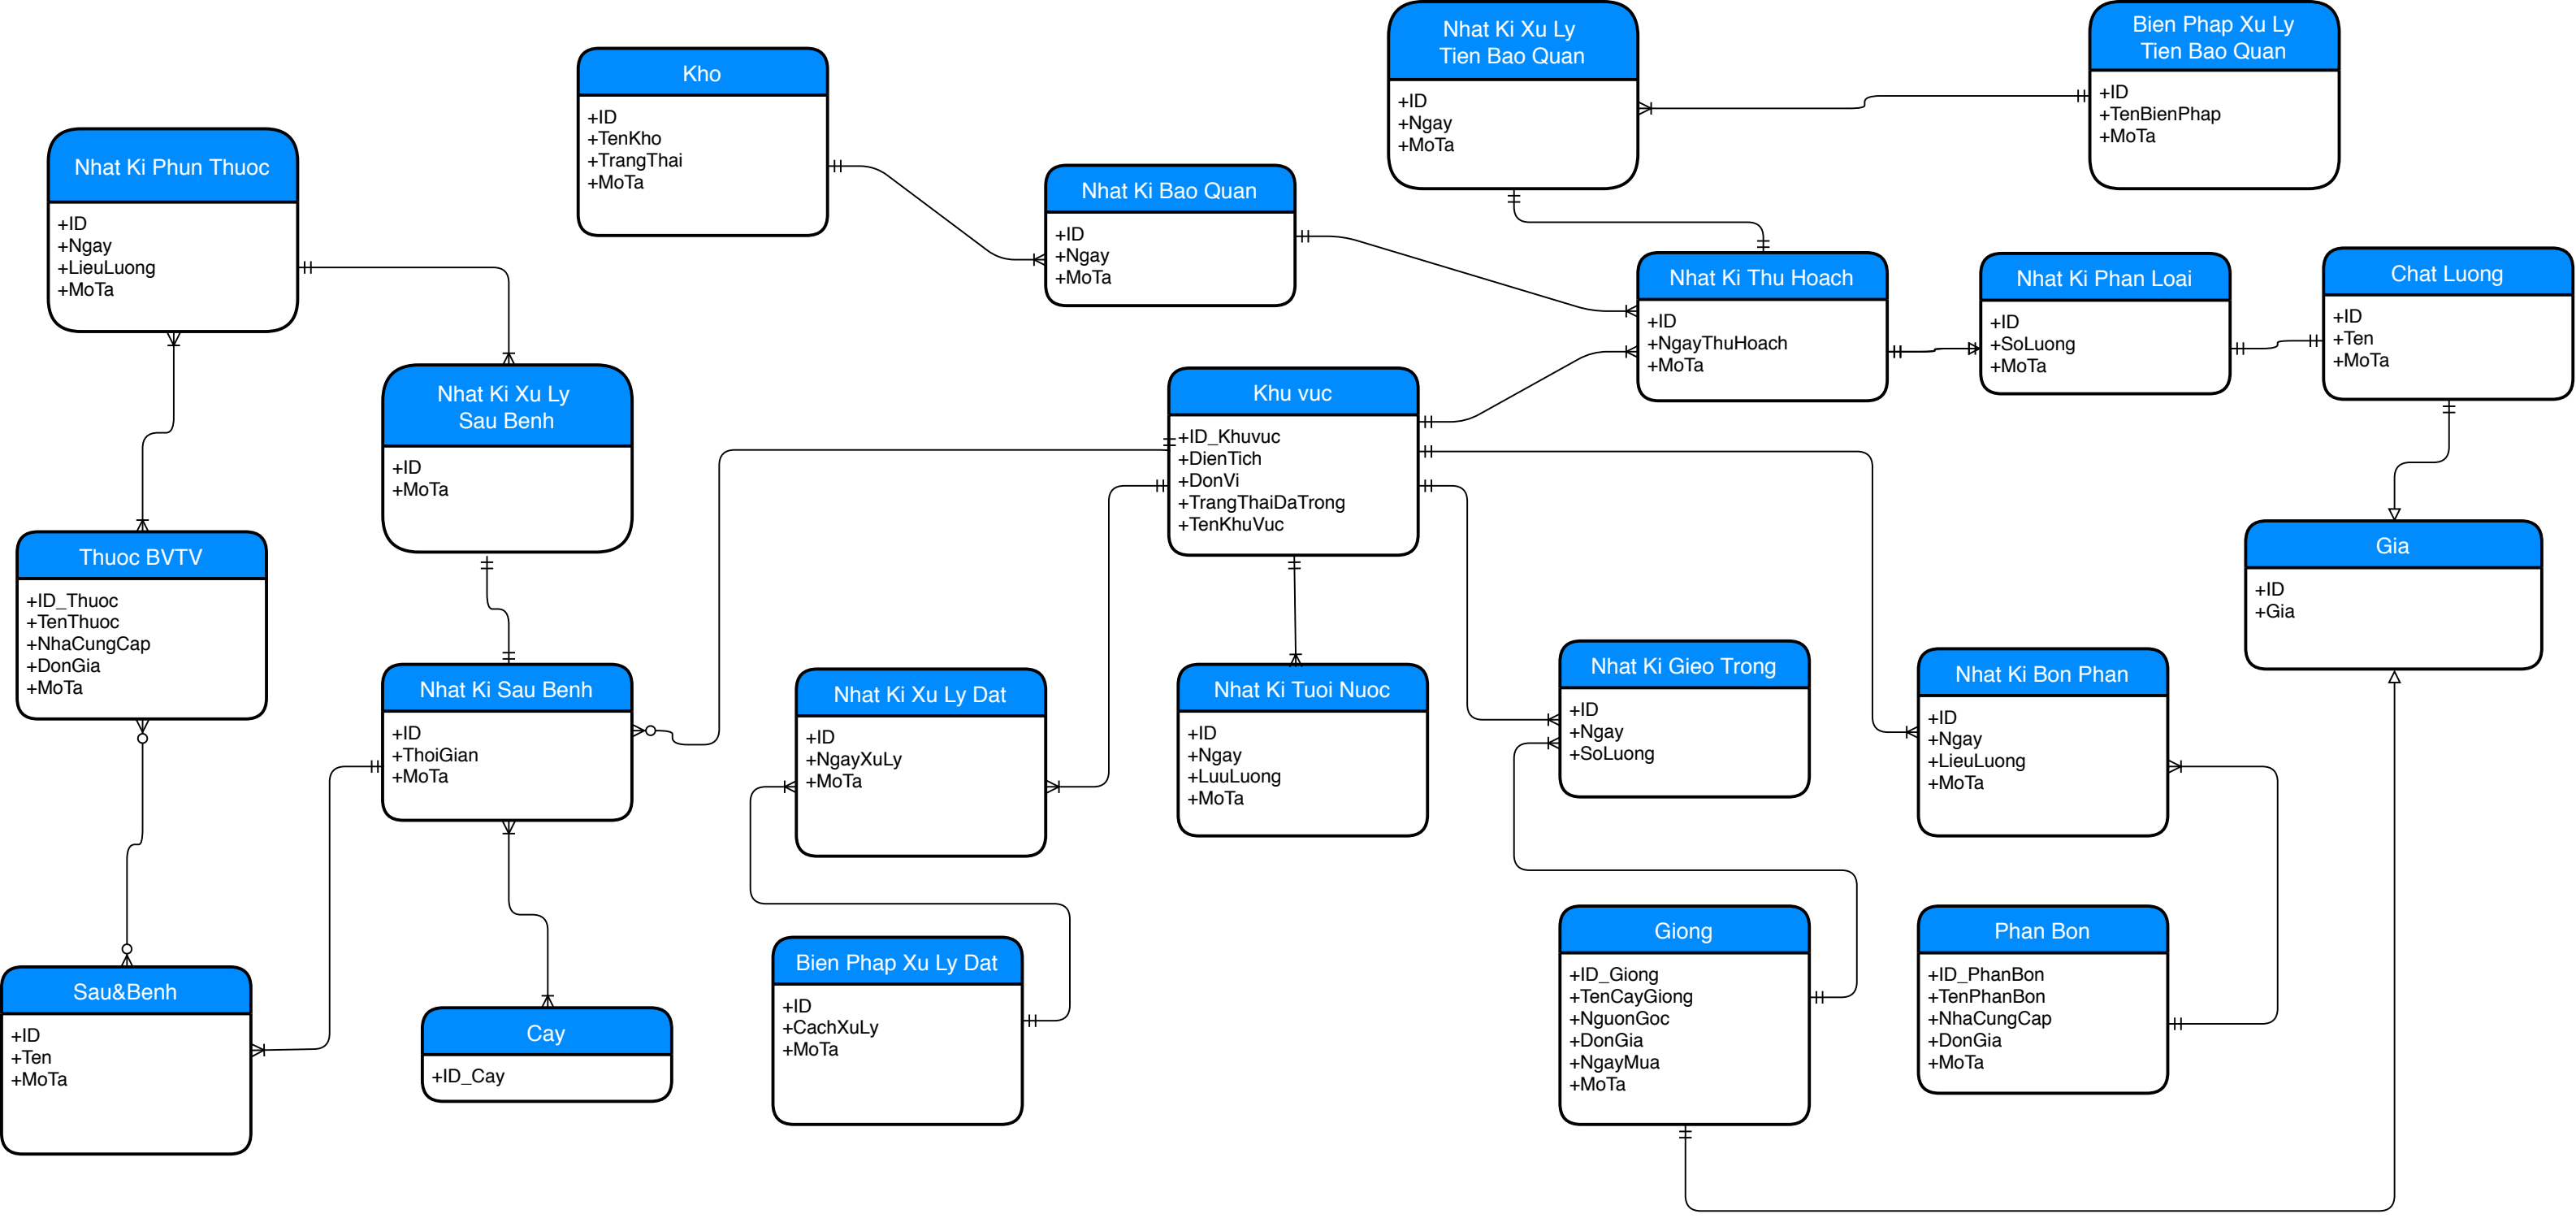 Nhat Ki Xu Ly
Tien Bao Quan
+ID
+Ngay
+MoTa
Bien Phap Xu Ly
Tien Bao Quan
+ID
+TenBienPhap
+MoTa
Kho
+ID
+TenKho
+TrangThai
+MoTa
Nhat Ki Phun Thuoc
+ID
+Ngay
+LieuLuong
+MoTa
Nhat Ki Bao Quan
+ID
+Ngay
+MoTa
Nhat Ki Thu Hoach
+ID
+NgayThuHoach
+MoTa
Nhat Ki Phan Loai
+ID
+SoLuong
+MoTa
Chat Luong
+ID
+Ten
+MoTa
Nhat Ki Xu Ly
Sau Benh
+ID
+MoTa
Khu vuc
+ID_Khuvuc
+DienTich
+DonVi
+TrangThaiDaTrong
+TenKhuVuc
Thuoc BVTV
+ID_Thuoc
+TenThuoc
+NhaCungCap
+DonGia
+MoTa
Gia
+ID
+Gia
Nhat Ki Sau Benh
+ID
+ThoiGian
+MoTa
Nhat Ki Xu Ly Dat
+ID
+NgayXuLy
+MoTa
Nhat Ki Tuoi Nuoc
+ID
+Ngay
+LuuLuong
+MoTa
Nhat Ki Gieo Trong
+ID
+Ngay
+SoLuong
Nhat Ki Bon Phan
+ID
+Ngay
+LieuLuong
+MoTa
Sau&Benh
+ID
+Ten
+MoTa
Cay
+ID_Cay
Bien Phap Xu Ly Dat
+ID
+CachXuLy
+MoTa
Giong
+ID_Giong
+TenCayGiong
+NguonGoc
+DonGia
+NgayMua
+MoTa
Phan Bon
+ID_PhanBon
+TenPhanBon
+NhaCungCap
+DonGia
+MoTa